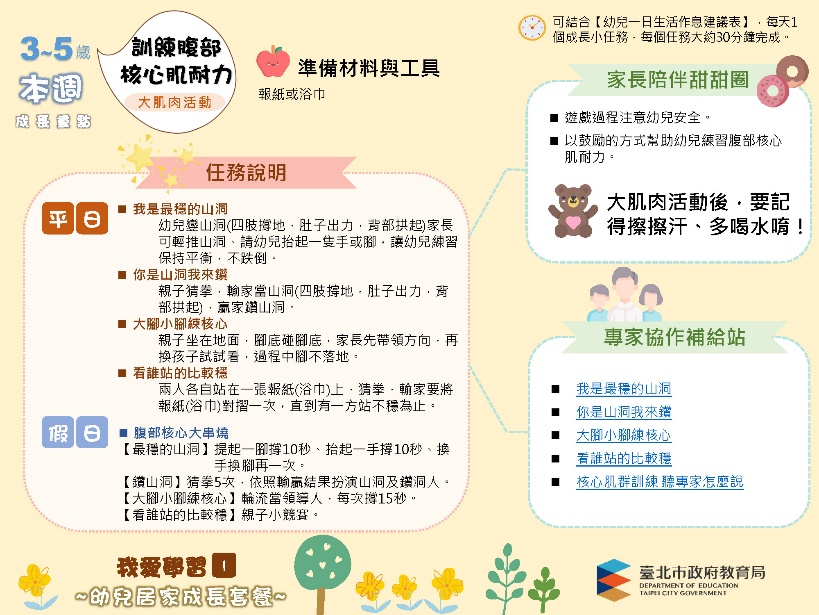 3~5歲
本週
成長重點
訓練腹部
核心肌耐力
大肌肉活動
準備材料與工具
報紙或浴巾
可結合【幼兒一日生活作息建議表】，每天1
個成長小任務，每個任務大約30分鐘完成。
家長陪伴甜甜圈
■ 遊戲過程注意幼兒安全。
■ 以鼓勵的方式幫助幼兒練習腹部核心
肌耐力。
大肌肉活動後，要記
得擦擦汗、多喝水唷！
任務說明
平日
■ 我是最穩的山洞
幼兒變山洞(四肢撐地，肚子出力，背部拱起)家長
可輕推山洞、請幼兒抬起一隻手或腳，讓幼兒練習
保持平衡，不跌倒。
■ 你是山洞我來鑽
親子猜拳，輸家當山洞(四肢撐地，肚子出力，背
部拱起)，贏家鑽山洞。
■ 大腳小腳練核心
親子坐在地面，腳底碰腳底，家長先帶領方向，再
換孩子試試看，過程中腳不落地。
■ 看誰站的比較穩
兩人各自站在一張報紙(浴巾)上，猜拳，輸家要將
報紙(浴巾)對摺一次，直到有一方站不穩為止。
假日
■ 腹部核心大串燒
【最穩的山洞】提起一腳撐10秒、抬起一手撐10秒、換
手換腳再一次。
【鑽山洞】猜拳5次，依照輸贏結果扮演山洞及鑽洞人。
【大腳小腳練核心】輪流當領導人，每次撐15秒。
【看誰站的比較穩】親子小競賽。
專家協作補給站
■ 我是最穩的山洞
■ 你是山洞我來鑽
■ 大腳小腳練核心
■ 看誰站的比較穩
■ 核心肌群訓練 聽專家怎麼說
我愛學習1
~幼兒居家成長套餐~
臺北市政府教育局
DEPARTMENT OF EDUCATION
TAIPEI CITY GOVERNMENT